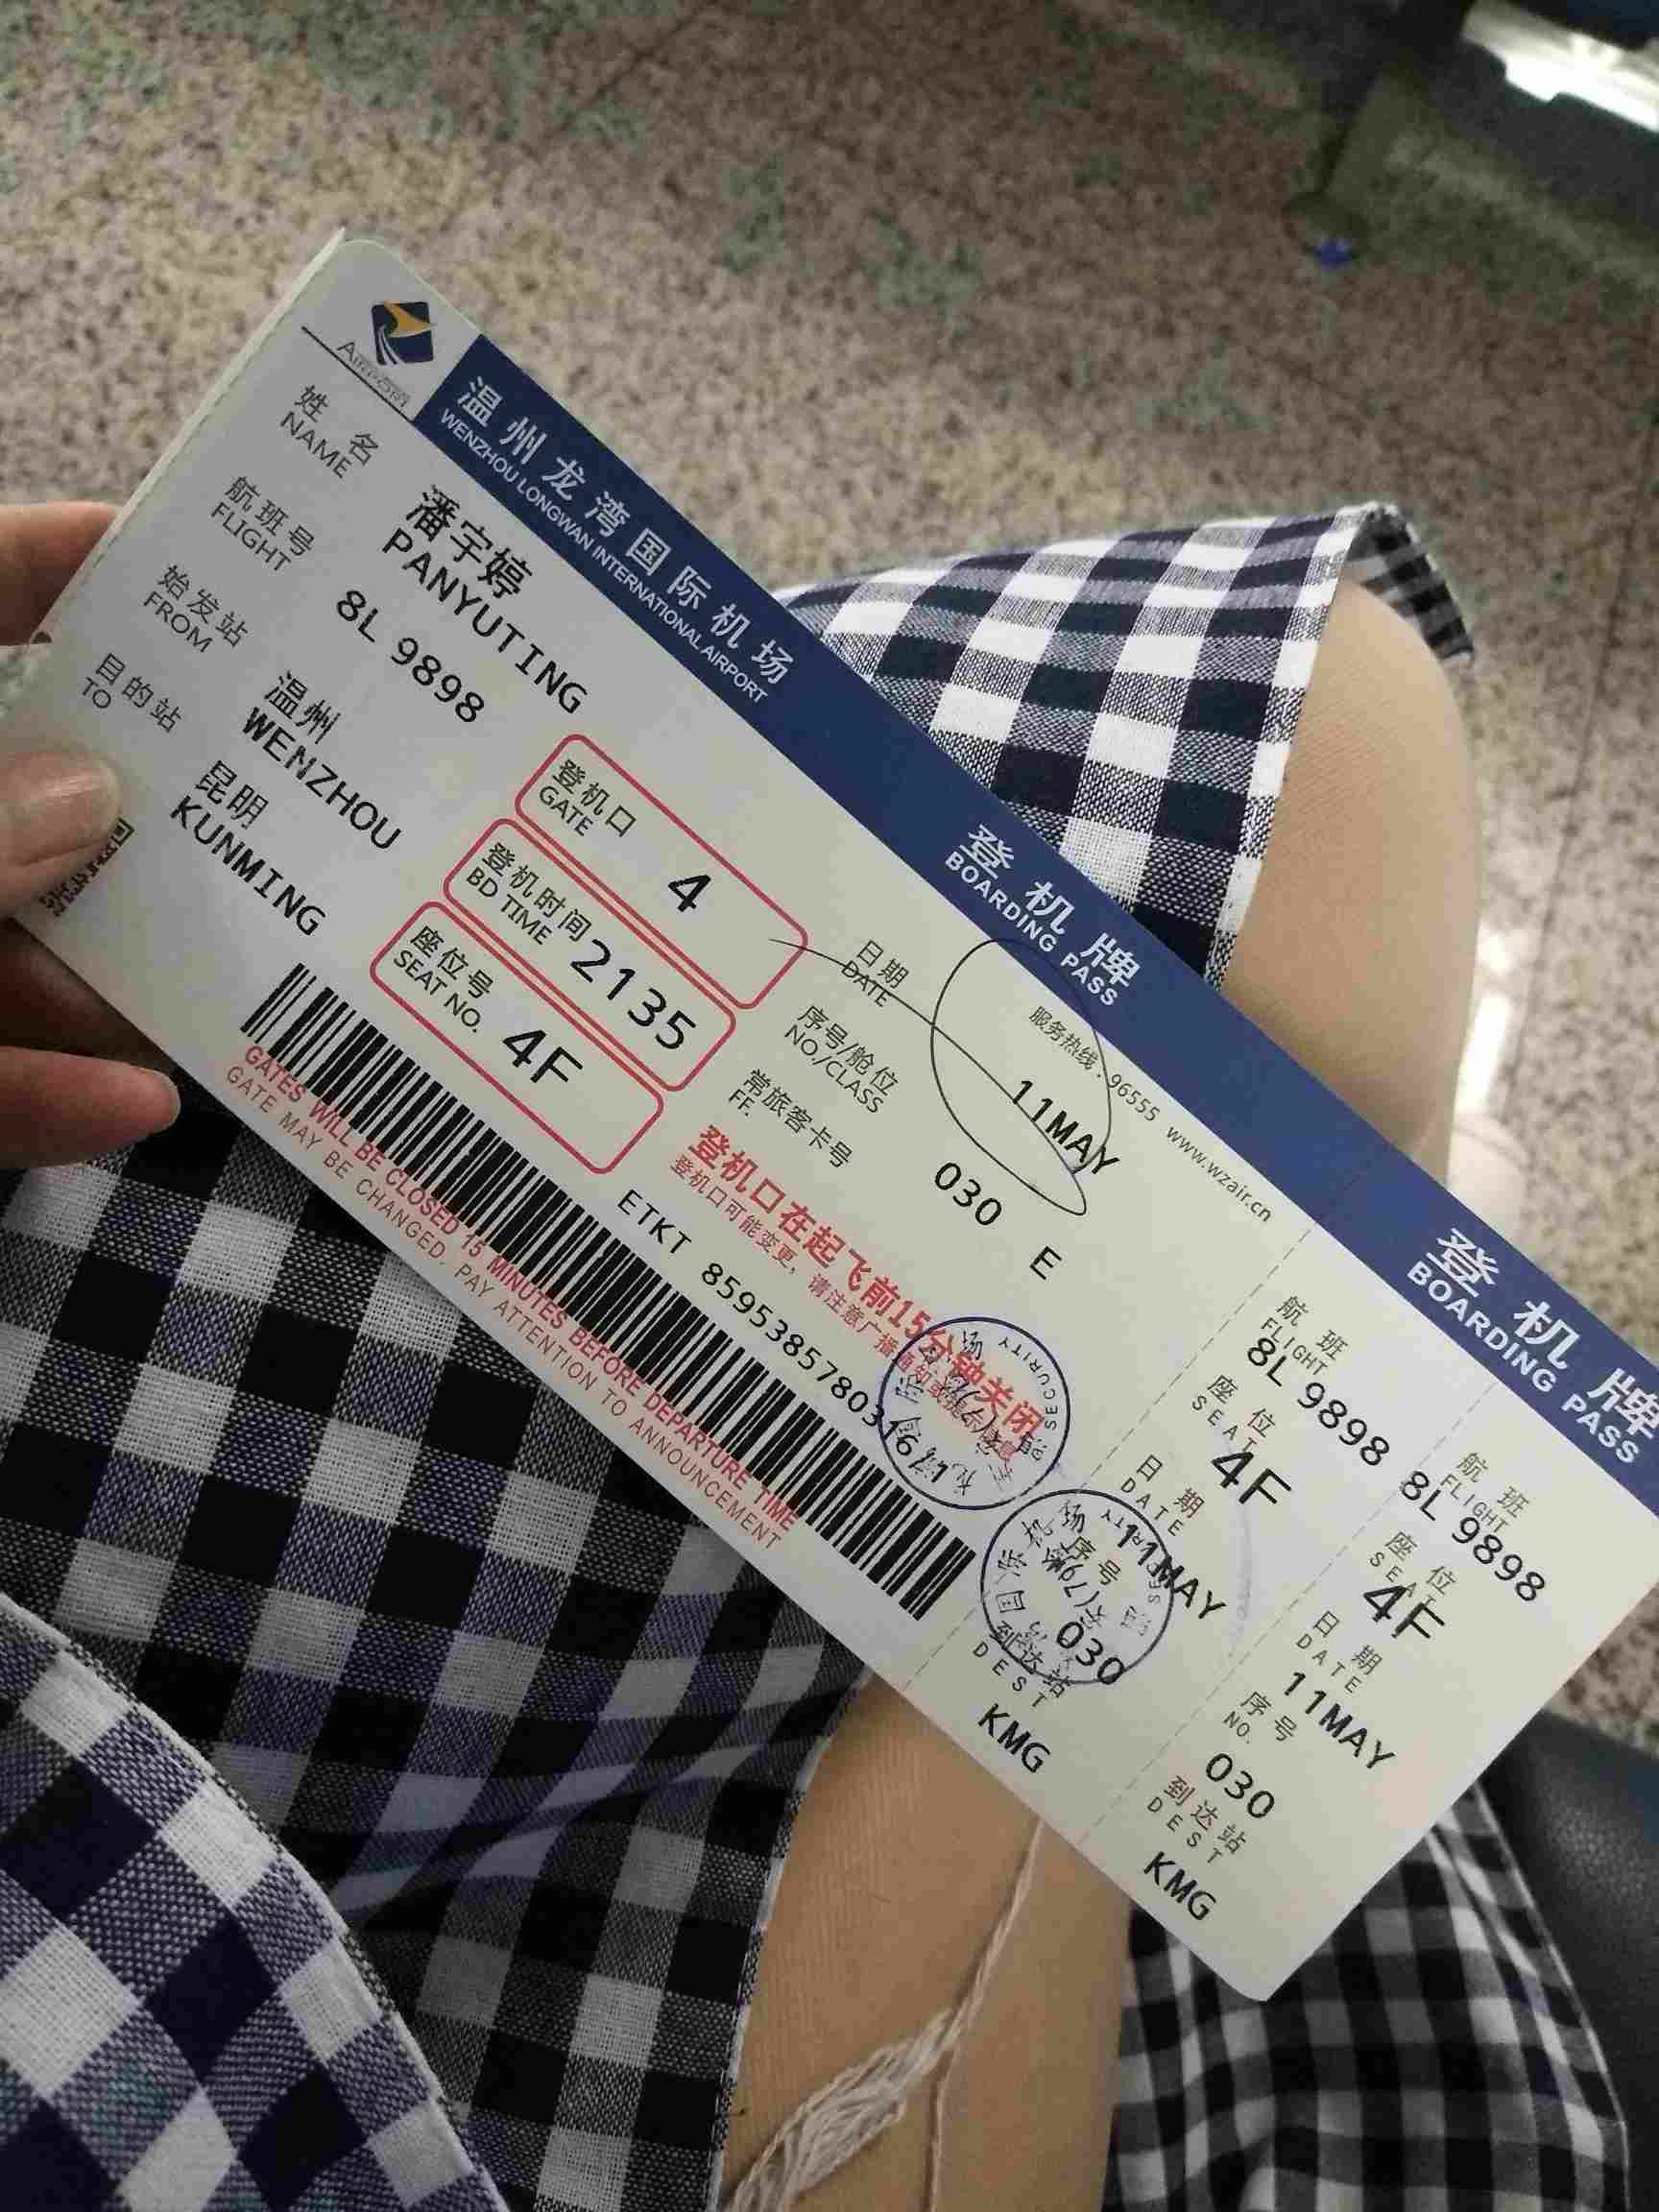 AIRPORT
温州龙湾国际机场
WENZHOU LONGWAN INTERNATIONAL AIRPORT
登机牌
BOARDING PASS
服务热线:96555 www.wzair.cn
姓名
NAME
潘宇婷
PANYUTING
航班号
FLIGHT
8L 9898
始发站
FROM
温州
WENZHOU
目的站
TO
昆明
KUNMING
登机口
GATE
4
登机时间
BD TIME
2135
座位号
SEAT NO.
4F
日期
DATE
11MAY
序号/舱位
NO./CLASS
030 E
常旅客卡号
FF.
登机口在起飞前15分钟关闭
登机口可能变更,请注意广播通知或
ETKT 859538578031
GATES WILL BE CLOSED 15 MINUTES BEFORE DEPARTURE TIME
GATE MAY BE CHANGED. PAY ATTENTION TO ANNOUNCEMENT
SECURITY
登机牌
BOARDING PASS
航班
FLIGHT
8L 9898
座位
SEAT
4F
日期
DATE
11MAY
序号
030
到达站
DEST
KMG
航班
FLIGHT
8L 9898
座位
SEAT
4F
日期
DATE
11MAY
序号
NO.
030
到达站
DEST
KMG